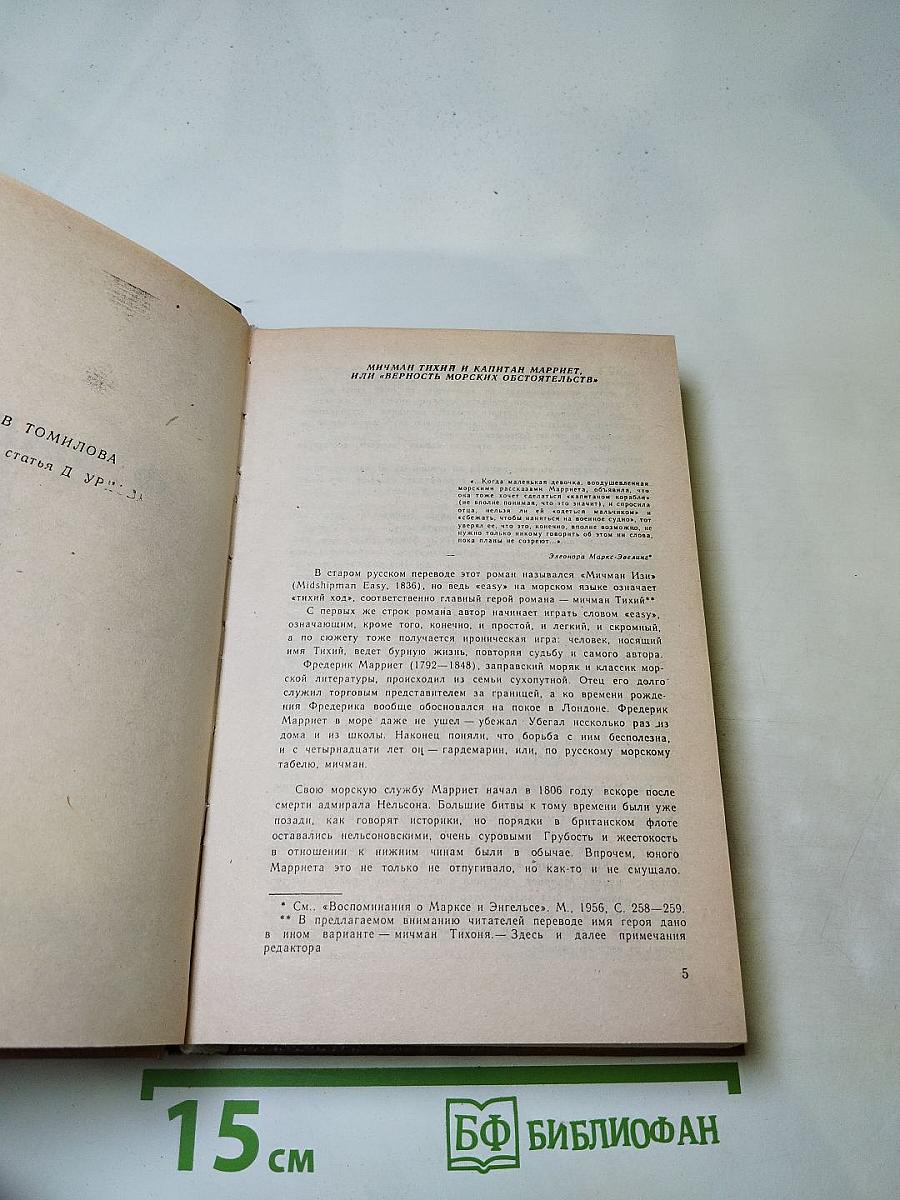 В ТОМИЛОВА
статья Д
МИЧМАН ТИХИЙ И КАПИТАН МАРРИЕТ,
ИЛИ «ВЕРНОСТЬ МОРСКИХ ОБСТОЯТЕЛЬСТВ»
«...Когда маленькая девочка, воодушевленная
морскими рассказами Марриета, объявила, что
она тоже хочет сделаться «капитаном корабля»
(не вполне понимая, что это значит), и спросила
отца, нельзя ли ей «одеться мальчиком» и
«сбежать, чтобы наняться на военное судно», тот
уверял ее, что это, конечно, вполне возможно, не
нужно только никому говорить об этом ни слова,
пока планы не созреют...»
Элеонора Маркс-Эвелинг*
В старом русском переводе этот роман назывался «Мичман Изи»
(Midshipman Easy, 1836), но ведь «easy» на морском языке означает
«тихий ход», соответственно главный герой романа — мичман Тихий**
С первых же строк романа автор начинает играть словом «easy»,
означающим, кроме того, конечно, и простой, и легкий, и скромный,
а по сюжету тоже получается ироническая игра: человек, носящий
имя Тихий, ведет бурную жизнь, повторяя судьбу и самого автора.
Фредерик Марриет (1792—1848), заправский моряк и классик мор-
ской литературы, происходил из семьи сухопутной. Отец его долго
служил торговым представителем за границей, а ко времени рожде-
ния Фредерика вообще обосновался на покое в Лондоне. Фредерик
Марриет в море даже не ушел — убежал Убегал несколько раз из
дома и из школы. Наконец поняли, что борьба с ним бесполезна,
и с четырнадцати лет он — гардемарин, или, по русскому морскому
табелю, мичман.
Свою морскую службу Марриет начал в 1806 году вскоре после
смерти адмирала Нельсона. Большие битвы к тому времени были уже
позади, как говорят историки, но порядки в британском флоте
оставались нельсоновскими, очень суровыми Грубость и жестокость
в отношении к нижним чинам были в обычае. Впрочем, юного
Марриета это не только не отпугивало, но как-то и не смущало.
* См., «Воспоминания о Марксе и Энгельсе». М., 1956, С. 258—259.
** В предлагаемом вниманию читателей переводе имя героя дано
в ином варианте — мичман Тихоня.— Здесь и далее примечания
редактора
5
15 см
БФ БИБЛИОФАН